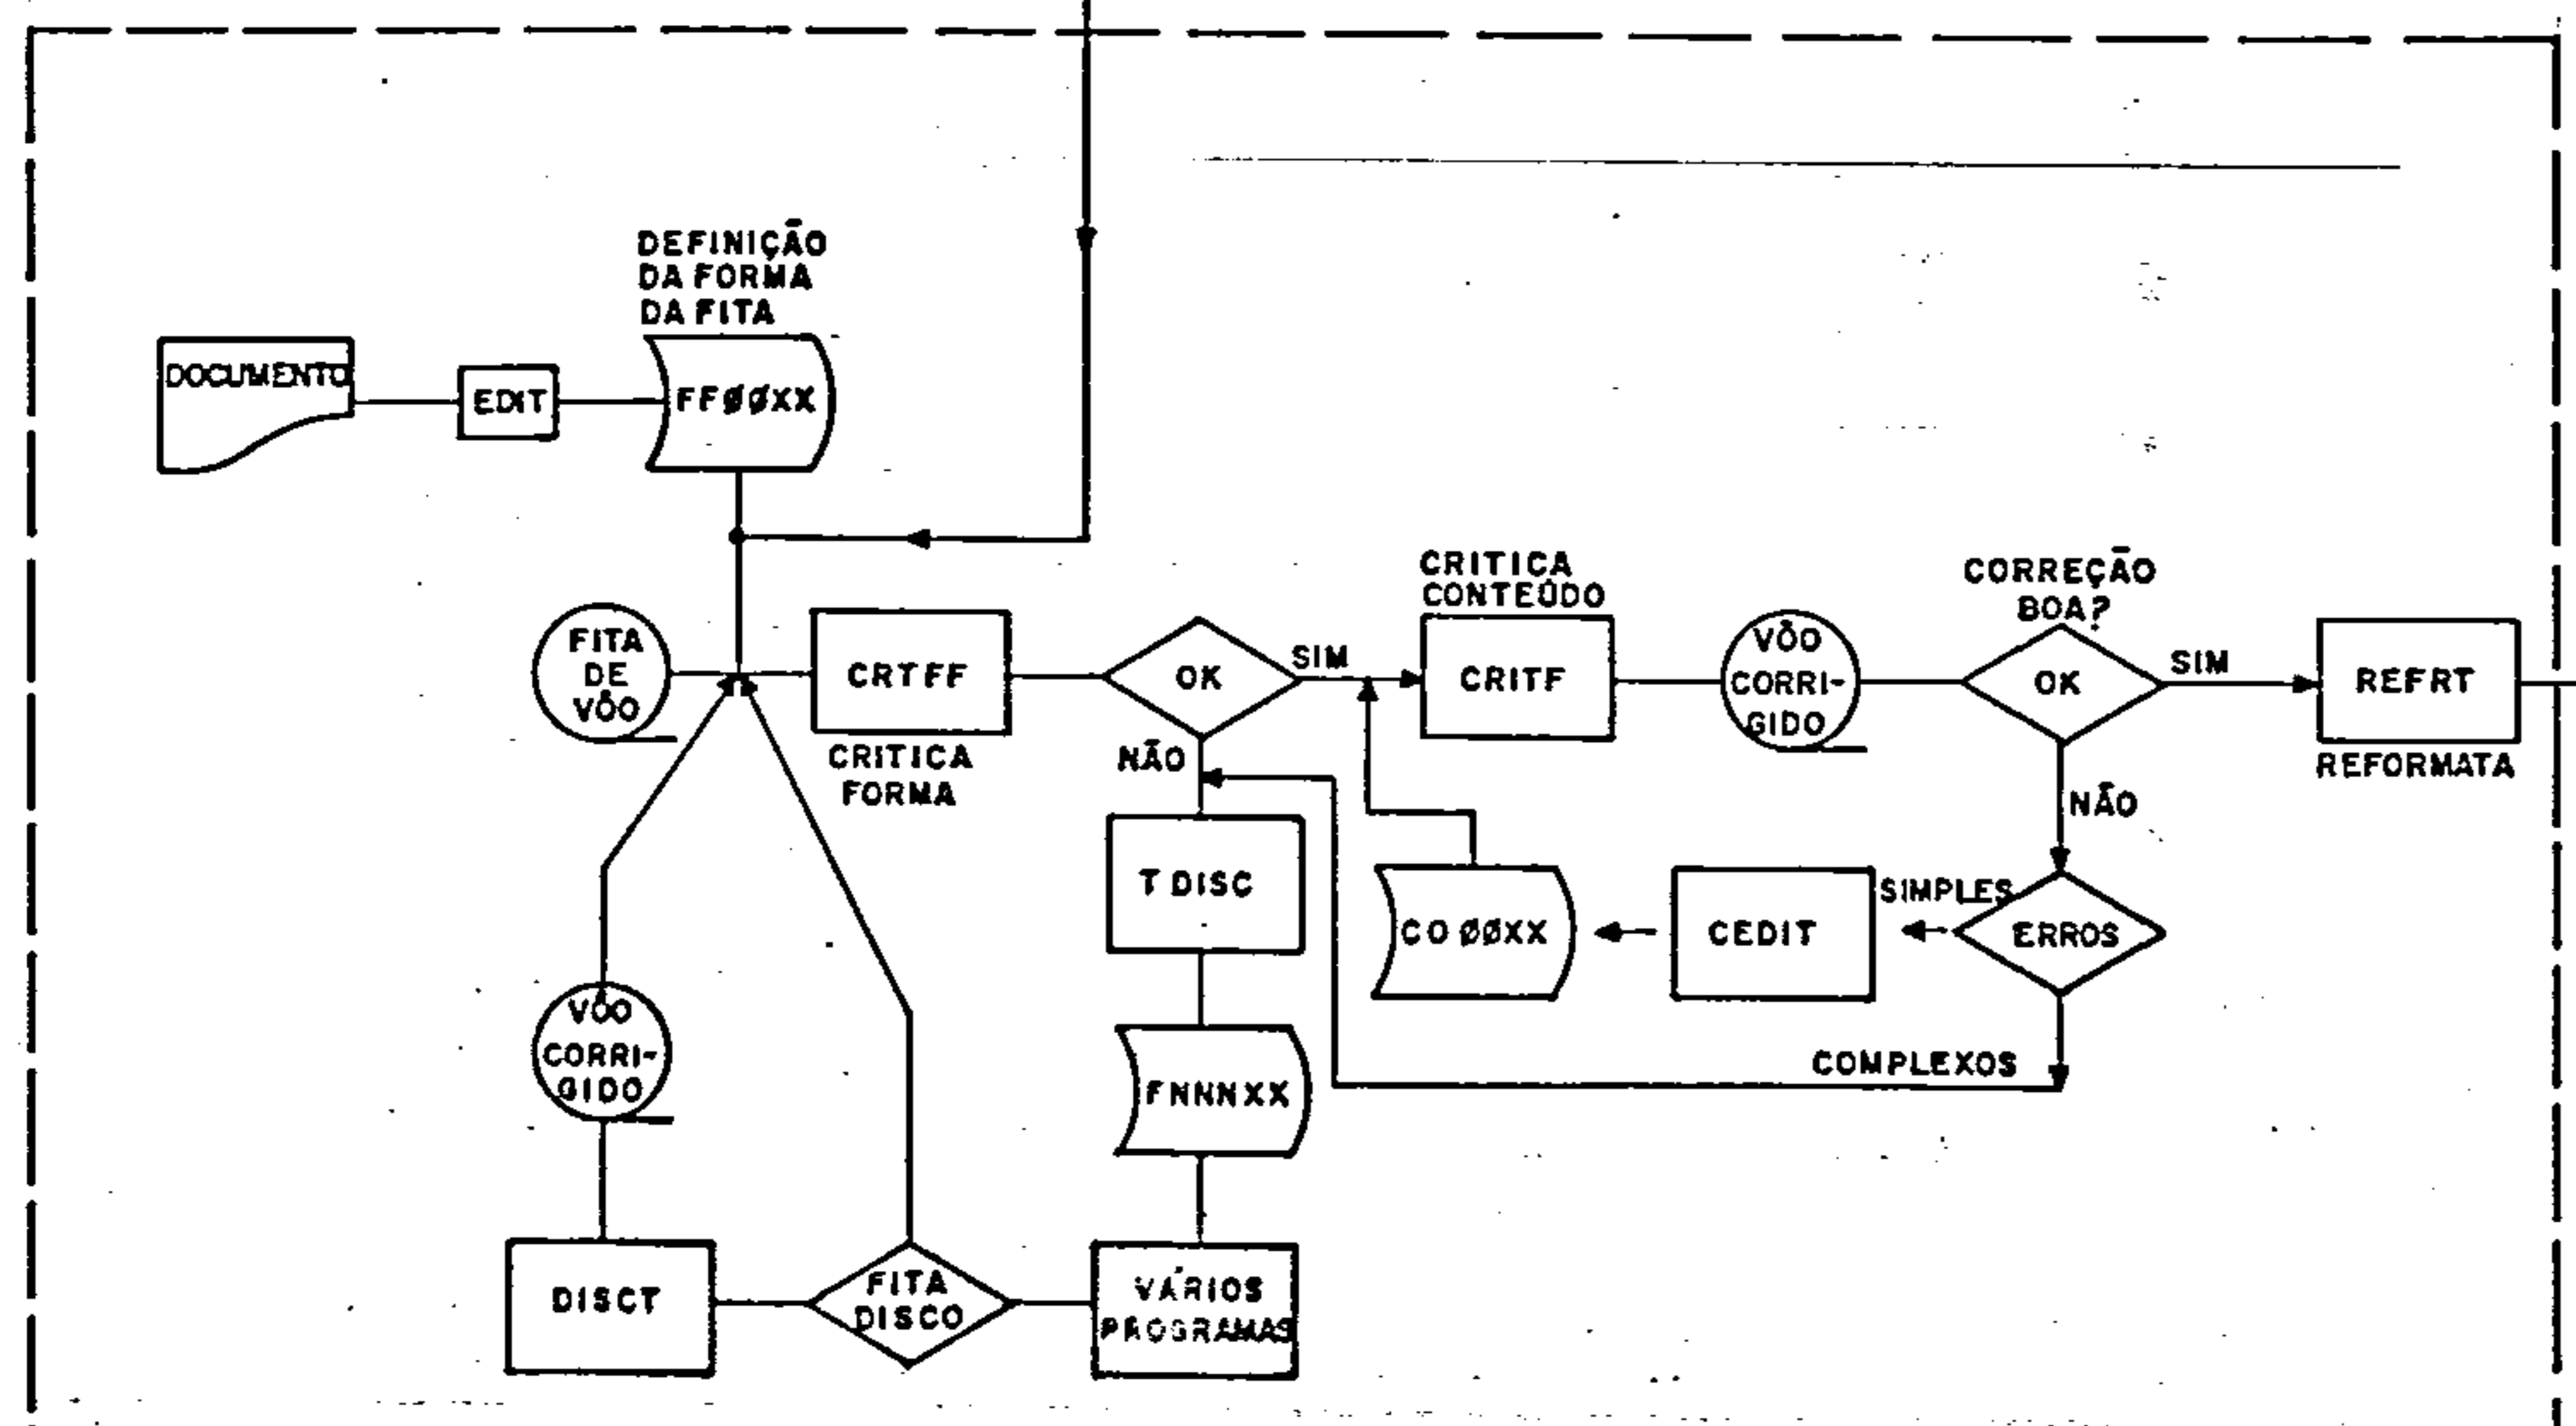 DEFINIÇÃO
DA FORMA
DA FITA
DOCUMENTO
EDIT
FFØØXX
FITA
DE
VÔO
CRTFF
CRITICA
FORMA
OK
SIM
NÃO
CRITICA
CONTEÚDO
CRITF
VÔO
CORRI-
GIDO
CORREÇÃO
BOA?
OK
SIM
NÃO
REFRT
REFORMATA
T DISC
COØØXX
CEDIT
SIMPLES
ERROS
COMPLEXOS
VÔO
CORRI-
GIDO
FNNNXX
DISCT
FITA
DISCO
VÁRIOS
PROGRAMAS